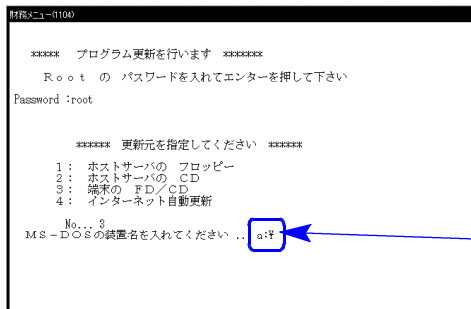 財務メニュー(1104)
***** プログラム更新を行います *******
Ｒｏｏｔ の パスワードを入れてエンターを押して下さい
Password :root
****** 更新元を指定してください ******
1： ホストサーバの フロッピー
2： ホストサーバの ＣＤ
3： 端末の ＦＤ／ＣＤ
4： インターネット自動更新
No... 3
ＭＳ－ＤＯＳの装置名を入れてください .. a:¥